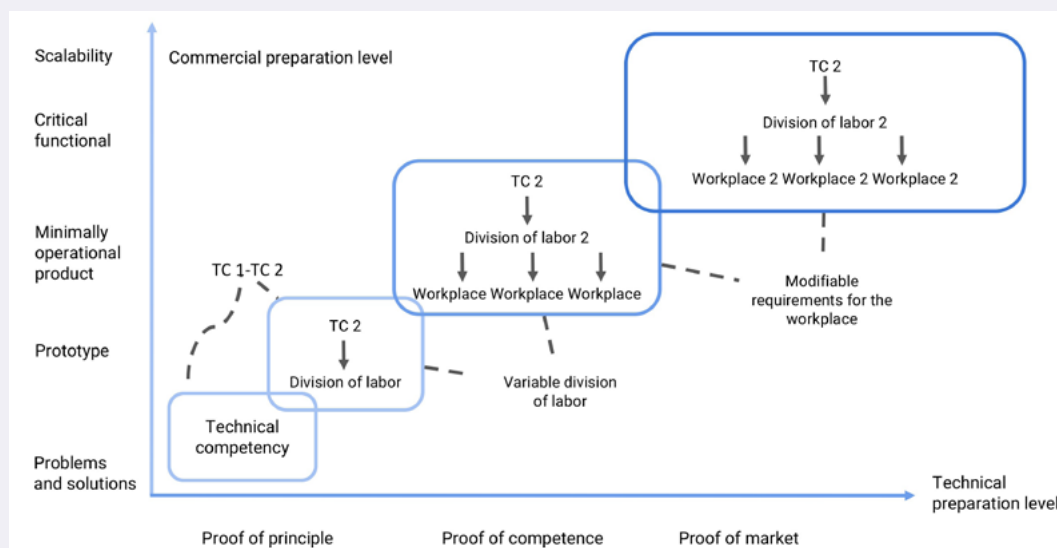 Scalability
Commercial preparation level
TC 2
Critical
functional
Division of labor 2
Workplace 2 Workplace 2 Workplace 2
TC 2
Minimally
operational
product
Division of labor 2
TC 1-TC 2
Workplace Workplace Workplace
Modifiable
requirements for the
workplace
TC 2
Prototype
Division of labor
Variable division
of labor
Technical
competency
Problems
and solutions
Technical
preparation level
Proof of principle
Proof of competence
Proof of market